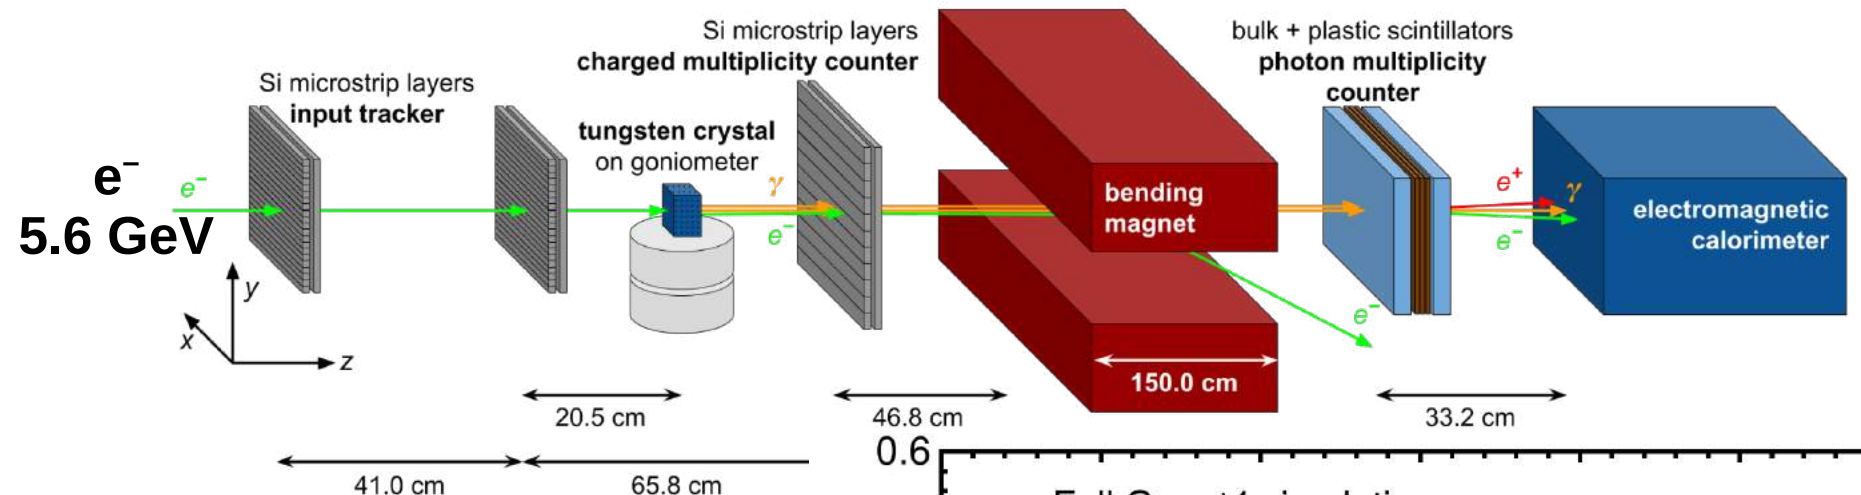 Si microstrip layers
input tracker
Si microstrip layers
charged multiplicity counter
tungsten crystal
on goniometer
bulk + plastic scintillators
photon multiplicity
counter
e⁻
5.6 GeV
e⁻
γ
e⁻
bending
magnet
e⁻
e⁺
γ
e⁻
electromagnetic
calorimeter
y
x
z
150.0 cm
20.5 cm
46.8 cm
33.2 cm
41.0 cm
65.8 cm
0.6